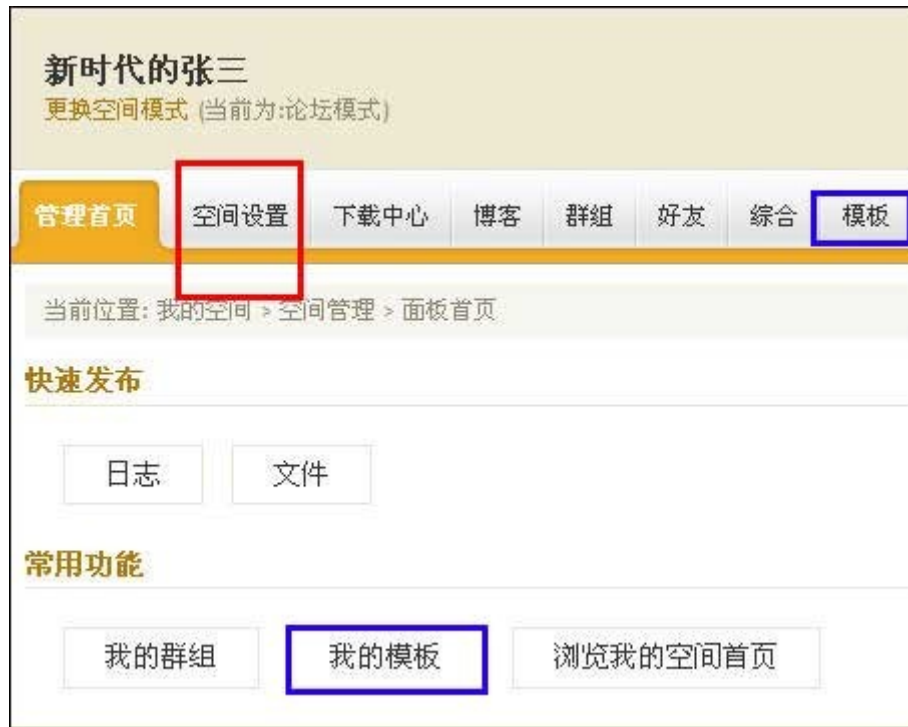 新时代的张三
更换空间模式 (当前为:论坛模式)
管理首页 空间设置 下载中心 博客 群组 好友 综合 模板
当前位置: 我的空间 > 空间管理 > 面板首页
快速发布
日志 文件
常用功能
我的群组 我的模板 浏览我的空间首页